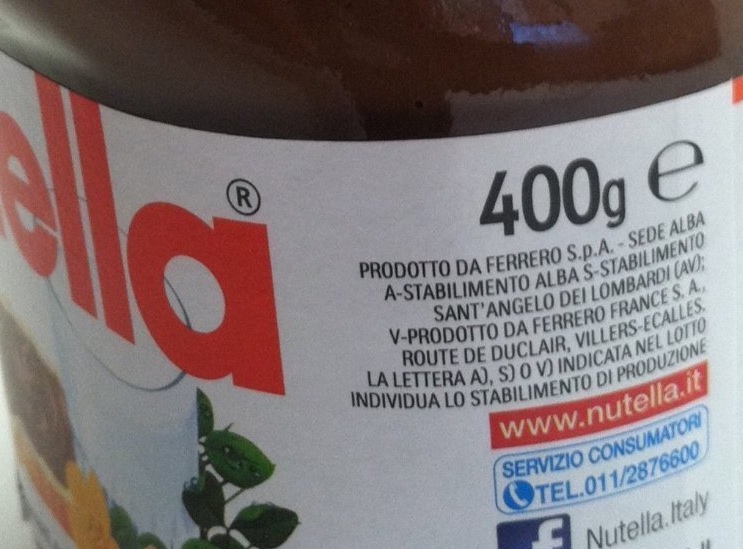 ella®
400g ℮
PRODOTTO DA FERRERO S.p.A. - SEDE ALBA
A-STABILIMENTO ALBA S-STABILIMENTO
SANT'ANGELO DEI LOMBARDI (AV);
V-PRODOTTO DA FERRERO FRANCE S. A.,
ROUTE DE DUCLAIR, VILLERS-ECALLES.
LA LETTERA A), S) O V) INDICATA NEL LOTTO
INDIVIDUA LO STABILIMENTO DI PRODUZIONE
www.nutella.it
SERVIZIO CONSUMATORI
TEL.011/2876600
f Nutella.Italy